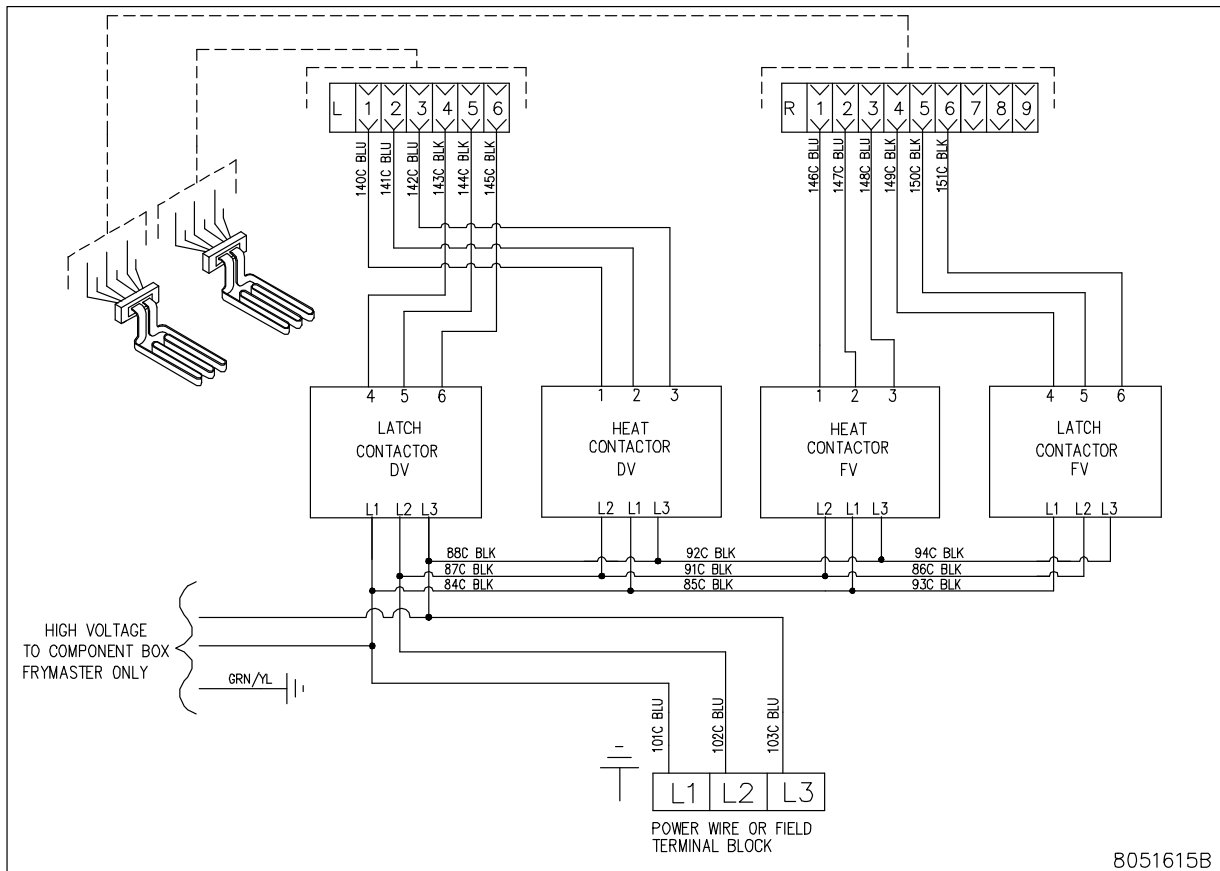 L 1 2 3 4 5 6
R 1 2 3 4 5 6 7 8 9
140C BLU
141C BLU
142C BLU
143C BLK
144C BLK
145C BLK
146C BLU
147C BLU
148C BLU
149C BLK
150C BLK
151C BLK
4 5 6
LATCH
CONTACTOR
DV
L1 L2 L3
1 2 3
HEAT
CONTACTOR
DV
L2 L1 L3
1 2 3
HEAT
CONTACTOR
FV
L2 L1 L3
4 5 6
LATCH
CONTACTOR
FV
L1 L2 L3
88C BLK 92C BLK 94C BLK
87C BLK 91C BLK 86C BLK
84C BLK 85C BLK 93C BLK
HIGH VOLTAGE
TO COMPONENT BOX
FRYMASTER ONLY
GRN/YL
101C BLU
102C BLU
103C BLU
L1 L2 L3
POWER WIRE OR FIELD
TERMINAL BLOCK
8051615B